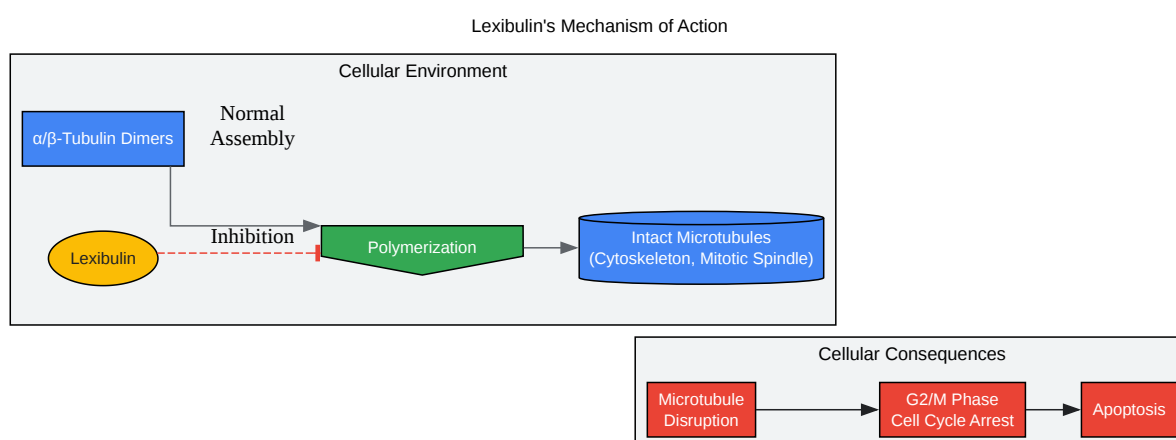 Lexibulin's Mechanism of Action
Cellular Environment
α/β-Tubulin Dimers
Normal
Assembly
Inhibition
Lexibulin
Polymerization
Intact Microtubules
(Cytoskeleton, Mitotic Spindle)
Cellular Consequences
Microtubule
Disruption
G2/M Phase
Cell Cycle Arrest
Apoptosis